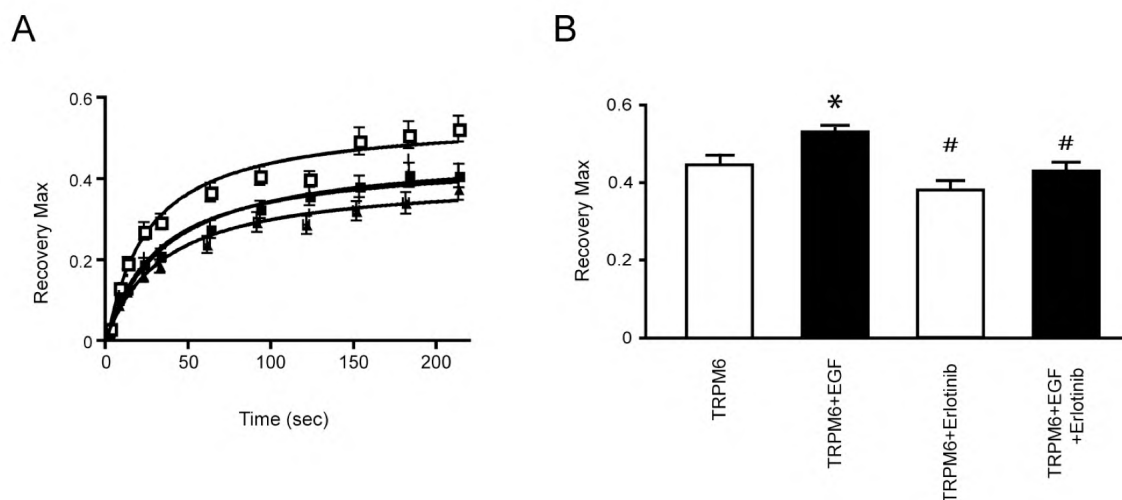 A
B
0.6
0.4
0.2
0
Recovery Max
0
50
100
150
200
Time (sec)
0.6
0.4
0.2
0
Recovery Max
*
#
#
TRPM6
TRPM6+EGF
TRPM6+Erlotinib
TRPM6+EGF
+Erlotinib